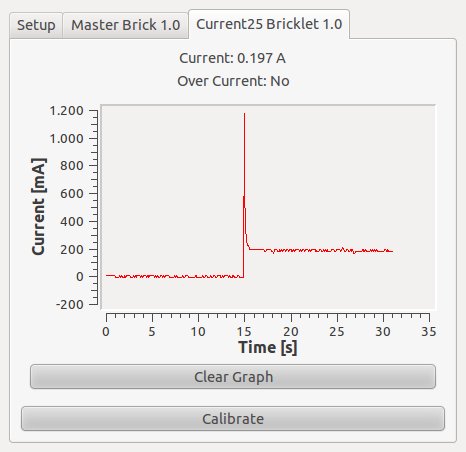 Setup Master Brick 1.0 Current25 Bricklet 1.0
Current: 0.197 A
Over Current: No
Current [mA]
1.200
1.000
800
600
400
200
0
-200
0 5 10 15 20 25 30 35
Time [s]
Clear Graph
Calibrate